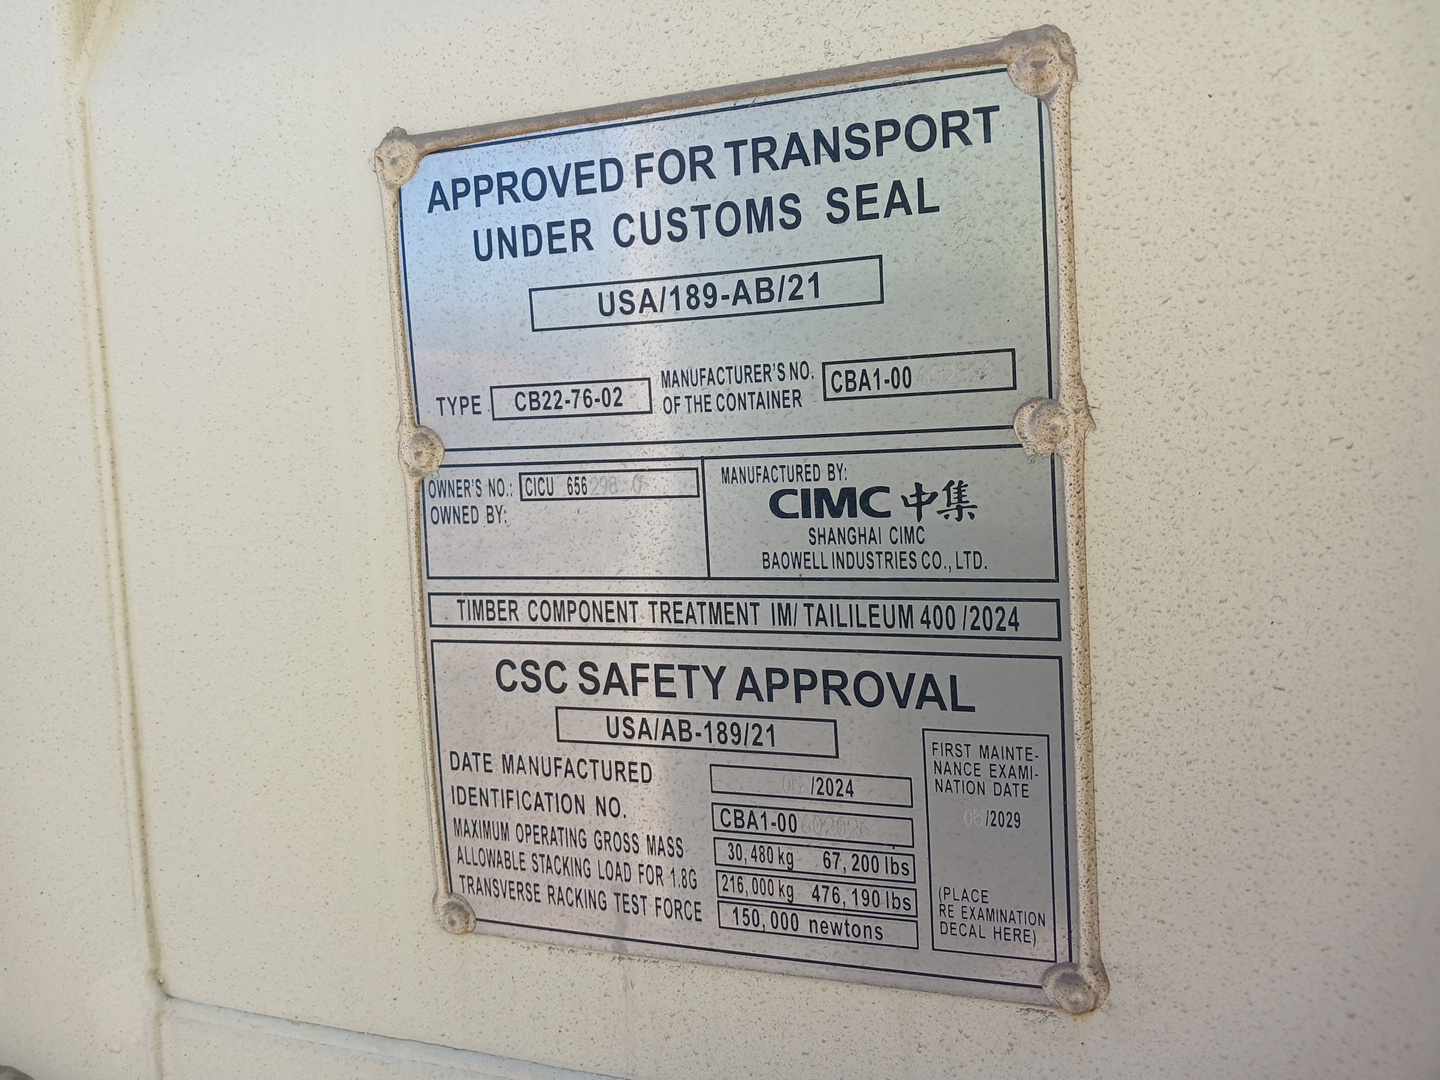 APPROVED FOR TRANSPORT
UNDER CUSTOMS SEAL
USA/189-AB/21
TYPE CB22-76-02
MANUFACTURER'S NO.
OF THE CONTAINER
CBA1-00
OWNER'S NO.: CICU 656298 0
OWNED BY:
MANUFACTURED BY:
CIMC 中集
SHANGHAI CIMC
BAOWELL INDUSTRIES CO., LTD.
TIMBER COMPONENT TREATMENT IM/ TAILILEUM 400 /2024
CSC SAFETY APPROVAL
USA/AB-189/21
DATE MANUFACTURED /2024
IDENTIFICATION NO. CBA1-00
MAXIMUM OPERATING GROSS MASS 30,480 kg 67,200 lbs
ALLOWABLE STACKING LOAD FOR 1.8G 216,000 kg 476,190 lbs
TRANSVERSE RACKING TEST FORCE 150,000 newtons
FIRST MAINTE-
NANCE EXAMI-
NATION DATE
/2029
(PLACE
RE EXAMINATION
DECAL HERE)